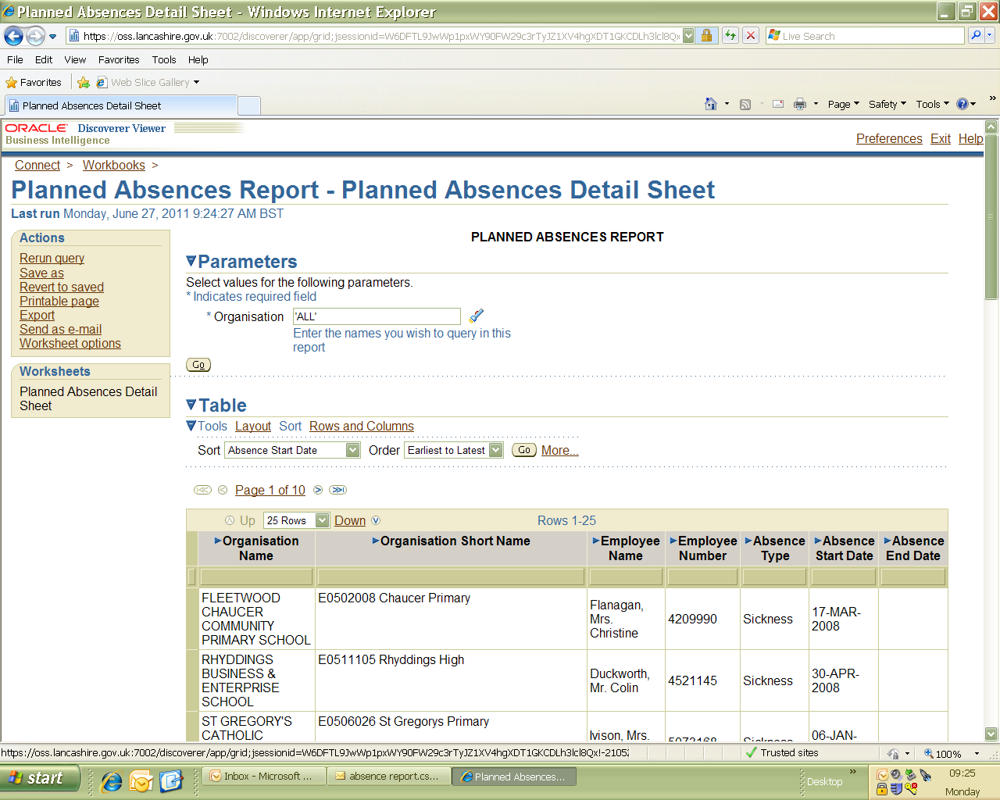 Planned Absences Detail Sheet - Windows Internet Explorer
https://oss.lancashire.gov.uk:7002/discoverer/app/grid;jsessionid=
Live Search
File Edit View Favorites Tools Help
Favorites Web Slice Gallery
Planned Absences Detail Sheet
Page Safety Tools
ORACLE Discoverer Viewer
Business Intelligence
Preferences Exit Help
Connect > Workbooks >
Planned Absences Report - Planned Absences Detail Sheet
Last run Monday, June 27, 2011 9:24:27 AM BST
Actions
Rerun query
Save as
Revert to saved
Printable page
Export
Send as e-mail
Worksheet options
Worksheets
Planned Absences Detail
Sheet
PLANNED ABSENCES REPORT
Parameters
Select values for the following parameters.
* Indicates required field
* Organisation 'ALL'
Enter the names you wish to query in this
report
Go
Table
Tools Layout Sort Rows and Columns
Sort Absence Start Date Order Earliest to Latest Go More...
Page 1 of 10
Up 25 Rows Down Rows 1-25
Organisation Name Organisation Short Name Employee Name Employee Number Absence Type Absence Start Date Absence End Date
FLEETWOOD CHAUCER COMMUNITY PRIMARY SCHOOL E0502008 Chaucer Primary Flanagan, Mrs. Christine 4209990 Sickness 17-MAR-2008
RHYDDINGS BUSINESS & ENTERPRISE SCHOOL E0511105 Rhyddings High Duckworth, Mr. Colin 4521145 Sickness 30-APR-2008
ST GREGORY'S CATHOLIC E0506026 St Gregorys Primary Ivison, Mrs. Sickness 06-JAN-
https://oss.lancashire.gov.uk:7002/discoverer/app/grid;jsessionid=
Trusted sites
100%
start
Inbox - Microsoft ...
absence report.cs...
Planned Absences...
Desktop
09:25
Monday